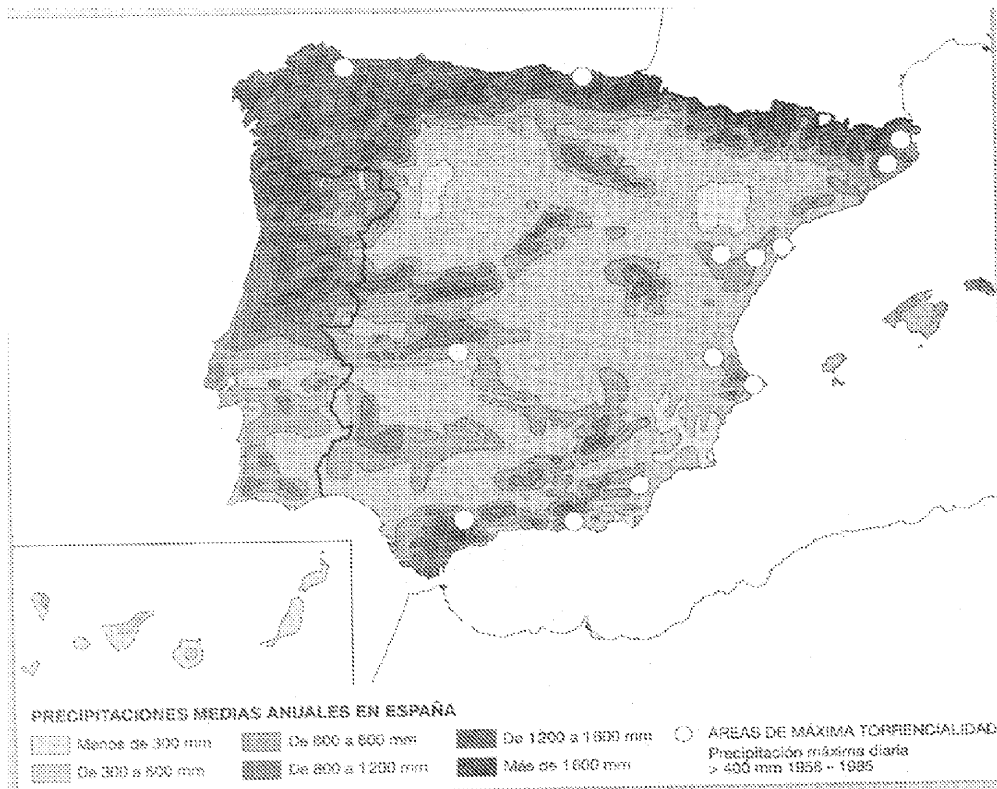 PRECIPITACIONES MEDIAS ANUALES EN ESPAÑA
Menos de 300 mm
De 300 a 600 mm
De 600 a 800 mm
De 800 a 1200 mm
De 1200 a 1600 mm
Más de 1600 mm
ÁREAS DE MÁXIMA TORRENCIALIDAD
Precipitación máxima diaria
> 400 mm 1958 - 1985